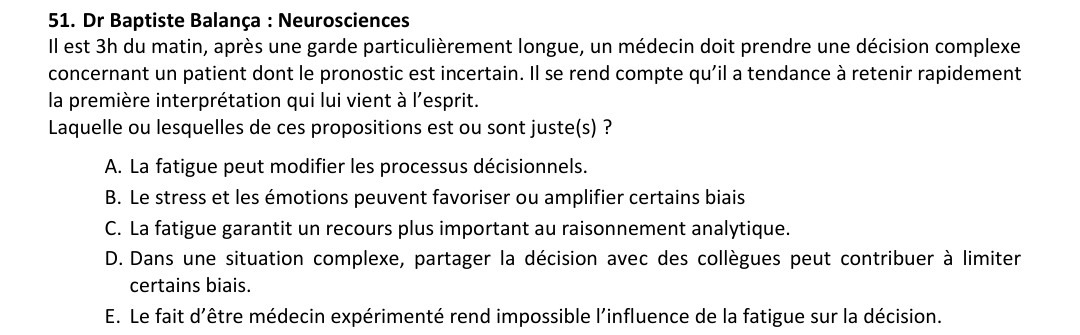 51. Dr Baptiste Balança : Neurosciences
Il est 3h du matin, après une garde particulièrement longue, un médecin doit prendre une décision complexe
concernant un patient dont le pronostic est incertain. Il se rend compte qu’il a tendance à retenir rapidement
la première interprétation qui lui vient à l’esprit.
Laquelle ou lesquelles de ces propositions est ou sont juste(s) ?
A. La fatigue peut modifier les processus décisionnels.
B. Le stress et les émotions peuvent favoriser ou amplifier certains biais
C. La fatigue garantit un recours plus important au raisonnement analytique.
D. Dans une situation complexe, partager la décision avec des collègues peut contribuer à limiter
certains biais.
E. Le fait d’être médecin expérimenté rend impossible l’influence de la fatigue sur la décision.